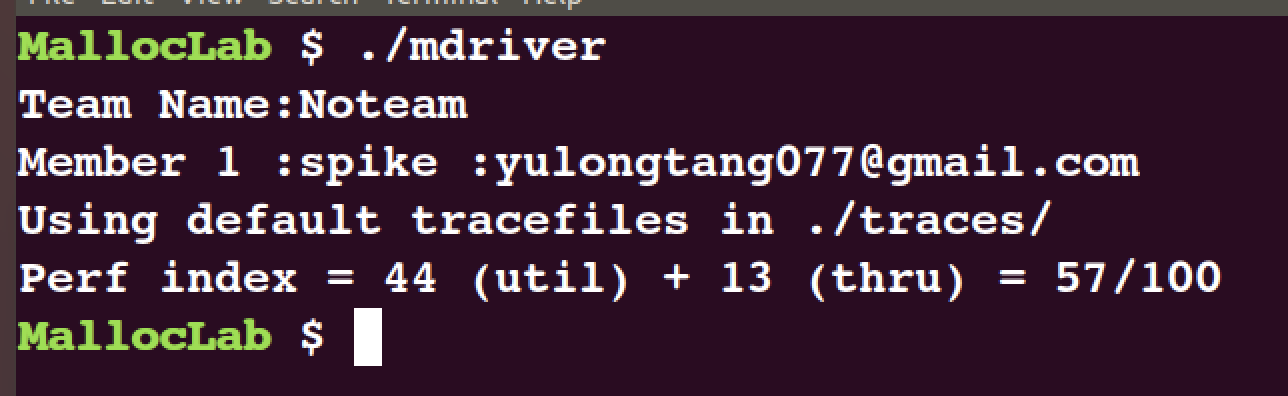 File Edit View Search Terminal Help
MallocLab $ ./mdriver
Team Name:Noteam
Member 1 :spike :yulongtang077@gmail.com
Using default tracefiles in ./traces/
Perf index = 44 (util) + 13 (thru) = 57/100
MallocLab $